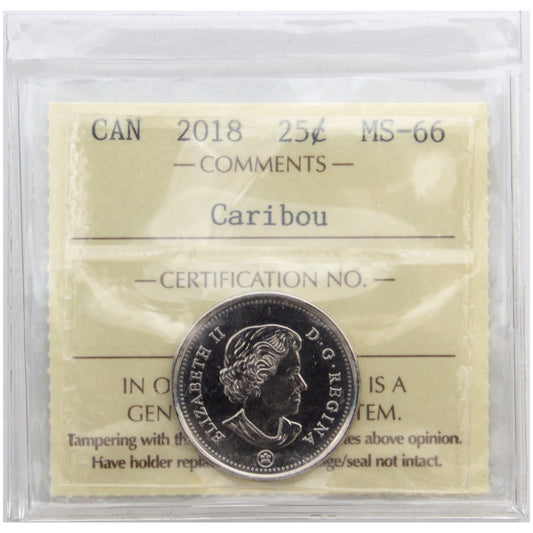 CAN 2018 25¢ MS-66
— COMMENTS —
Caribou
— CERTIFICATION NO. —
IN O IS A
GEN TEM.
Tampering with th es above opinion.
Have holder repla ge/seal not intact.
ELIZABETH II D·G·REGINA